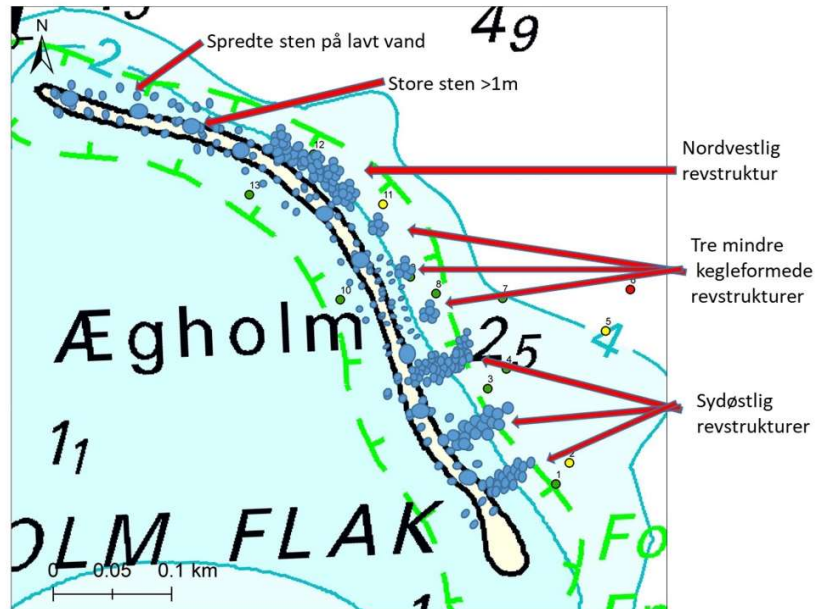 49
N
Spredte sten på lavt vand
2
Store sten >1m
Nordvestlig
revstruktur
12
11
13
Tre mindre
kegleformede
revstrukturer
6
8
7
10
5
4
Ægholm
25
4
3
Sydøstlig
revstrukturer
2
1
11
OLM FLAK
Fo
0 0.05 0.1 km